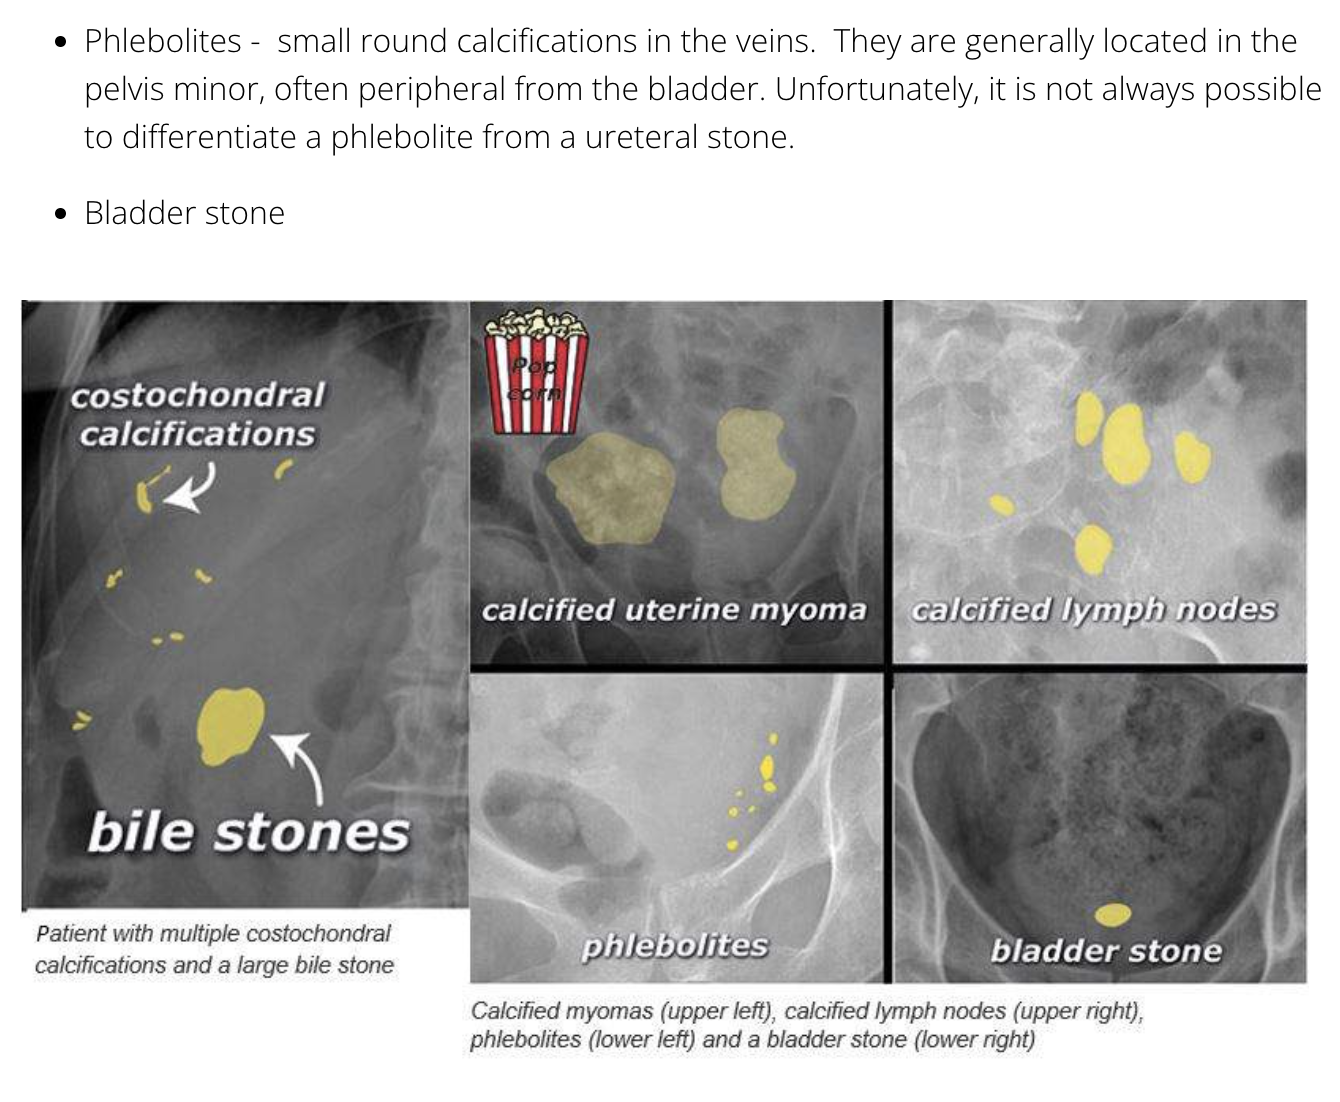 Phlebolites -  small round calcifications in the veins.  They are generally located in the
pelvis minor, often peripheral from the bladder. Unfortunately, it is not always possible
to differentiate a phlebolite from a ureteral stone.
Bladder stone
costochondral
calcifications
bile stones
Patient with multiple costochondral
calcifications and a large bile stone
Pop
corn
calcified uterine myoma
calcified lymph nodes
phlebolites
bladder stone
Calcified myomas (upper left), calcified lymph nodes (upper right),
phlebolites (lower left) and a bladder stone (lower right)